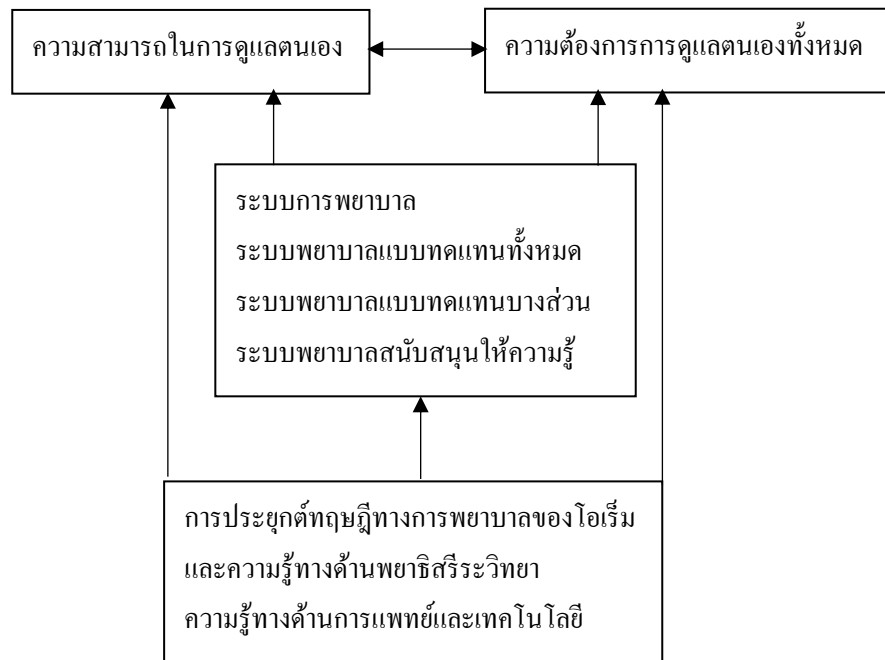 ความสามารถในการดูแลตนเอง
ความต้องการการดูแลตนเองทั้งหมด
ระบบการพยาบาล
ระบบพยาบาลแบบทดแทนทั้งหมด
ระบบพยาบาลแบบทดแทนบางส่วน
ระบบพยาบาลสนับสนุนให้ความรู้
การประยุกต์ทฤษฎีทางการพยาบาลของโอเร็ม
และความรู้ทางด้านพยาธิสรีระวิทยา
ความรู้ทางด้านการแพทย์และเทคโนโลยี